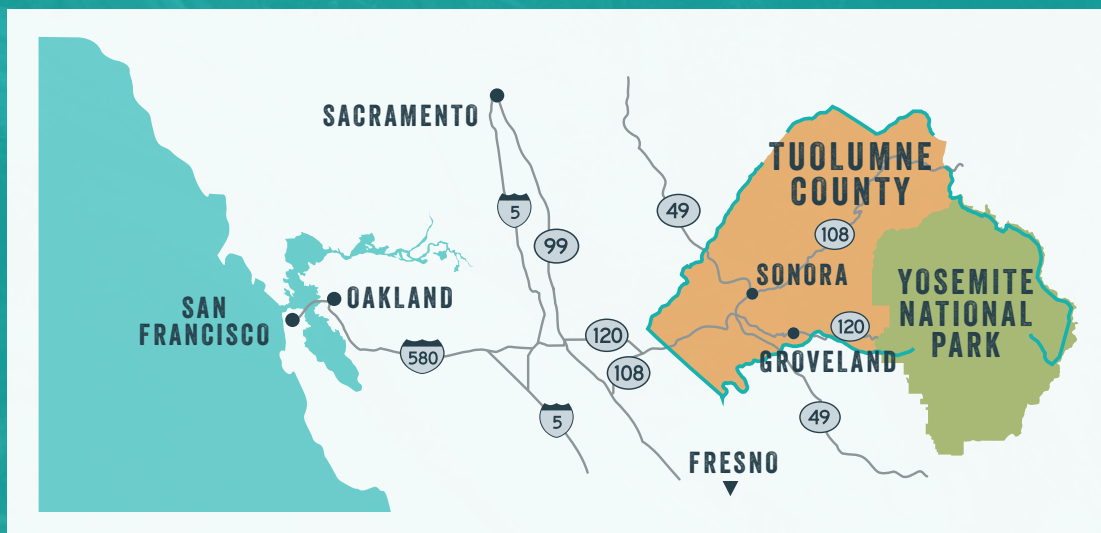 SACRAMENTO
TUOLUMNE
COUNTY
5
99
49
108
SONORA
YOSEMITE
NATIONAL
PARK
OAKLAND
SAN
FRANCISCO
580
120
108
120
GROVELAND
5
49
FRESNO